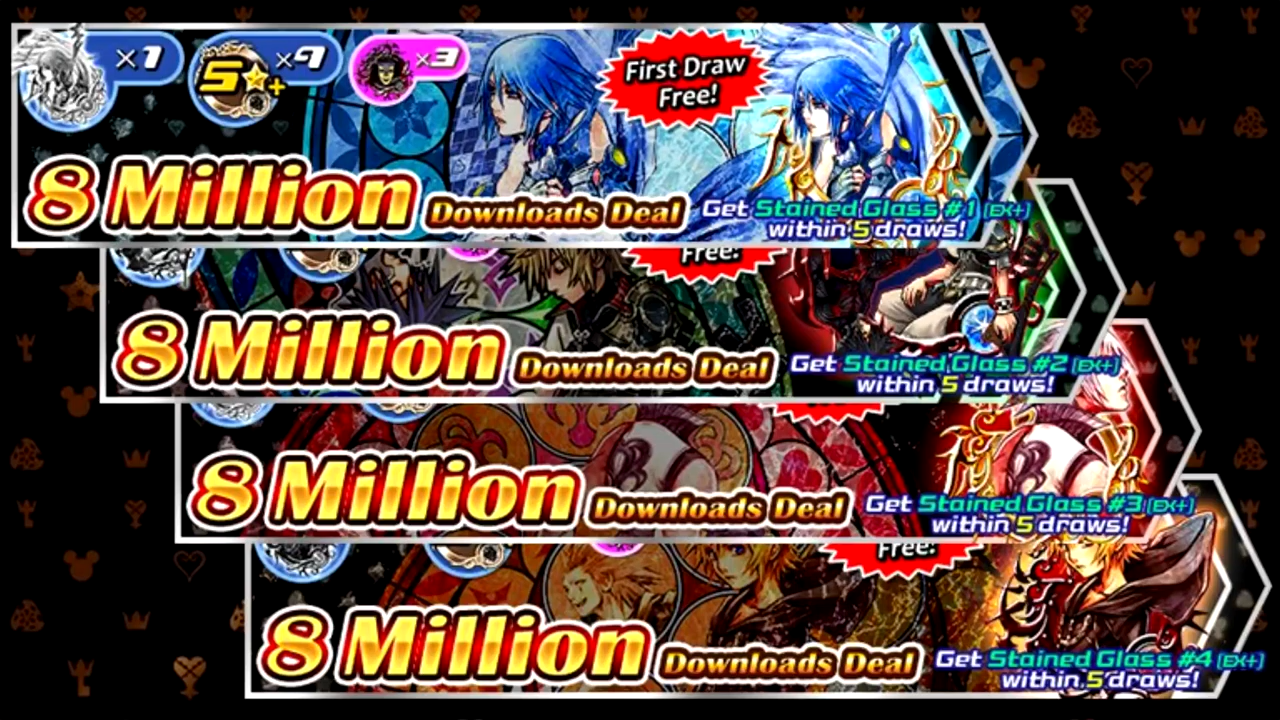 ×1
5★+ ×9
×3
First Draw
Free!
8 Million Downloads Deal
Get Stained Glass #1 [EX+]
within 5 draws!
Free!
8 Million Downloads Deal
Get Stained Glass #2 [EX+]
within 5 draws!
8 Million Downloads Deal
Get Stained Glass #3 [EX+]
within 5 draws!
Free!
8 Million Downloads Deal
Get Stained Glass #4 [EX+]
within 5 draws!